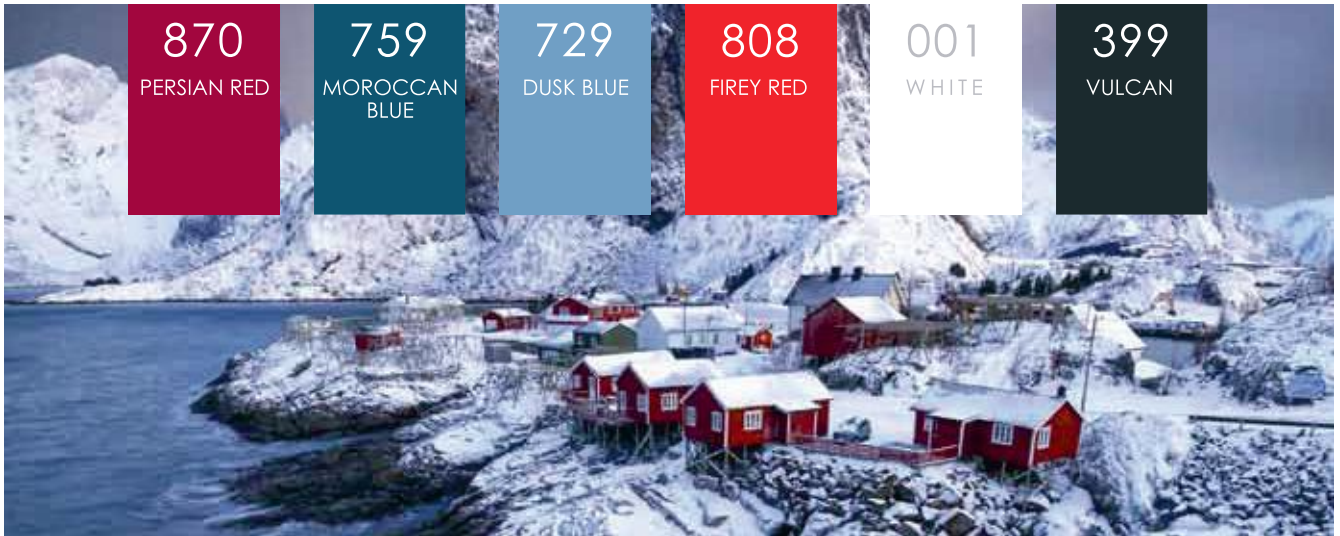 870
PERSIAN RED
759
MOROCCAN
BLUE
729
DUSK BLUE
808
FIREY RED
001
WHITE
399
VULCAN